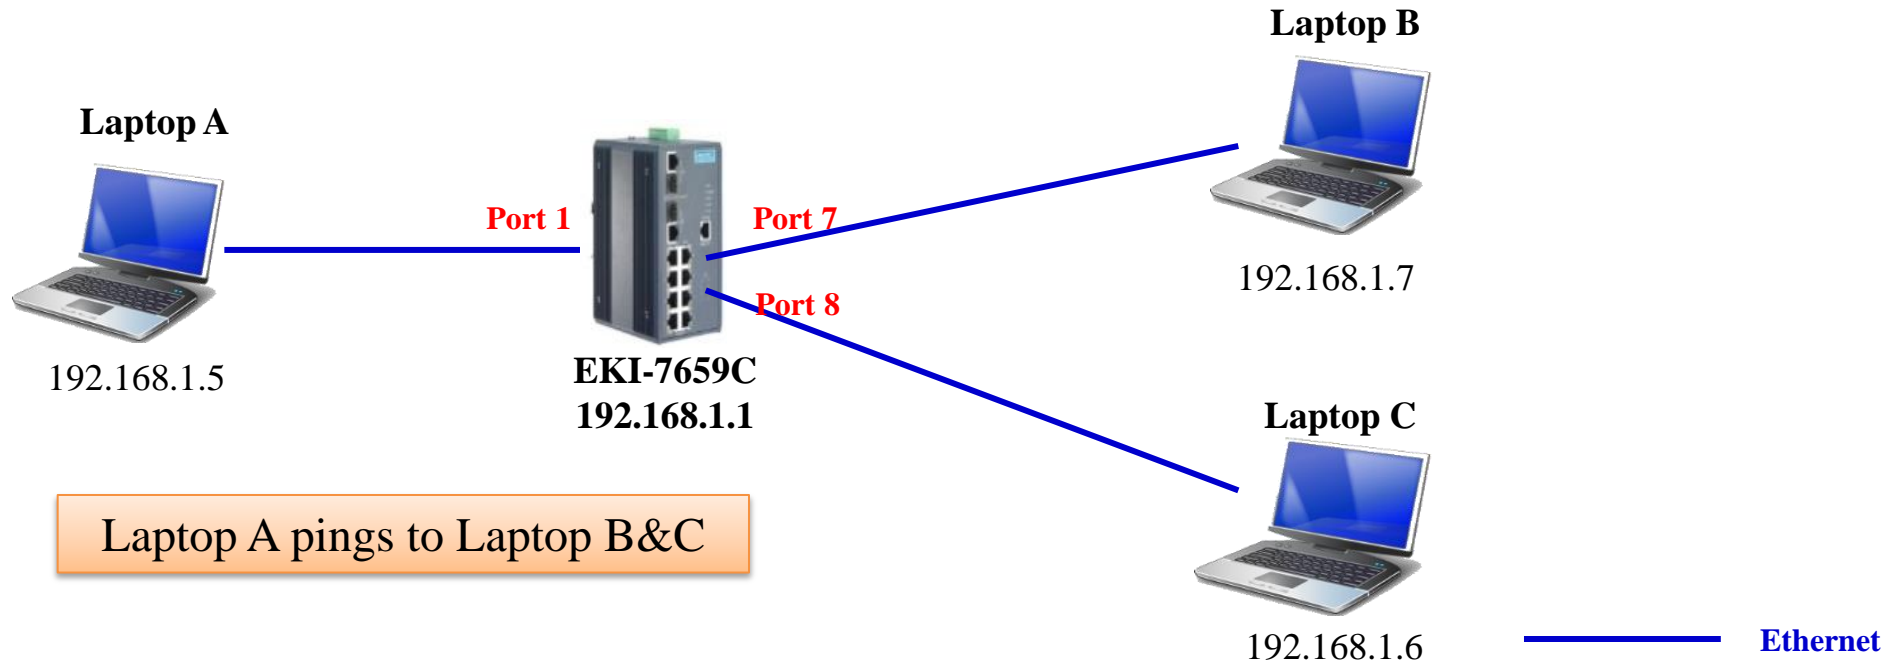 Laptop B
Laptop A
Port 1
Port 7
192.168.1.7
Port 8
EKI-7659C
192.168.1.1
192.168.1.5
Laptop C
Laptop A pings to Laptop B&C
192.168.1.6
Ethernet